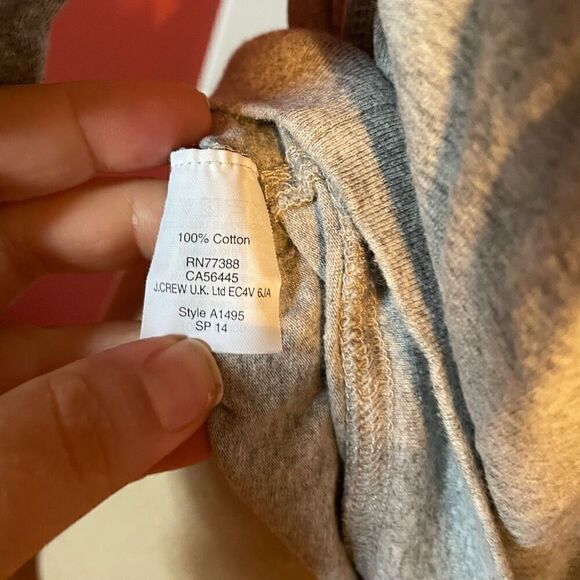 100% Cotton
RN77388
CA56445
J.CREW U.K. Ltd EC4V 6JA
Style A1495
SP 14